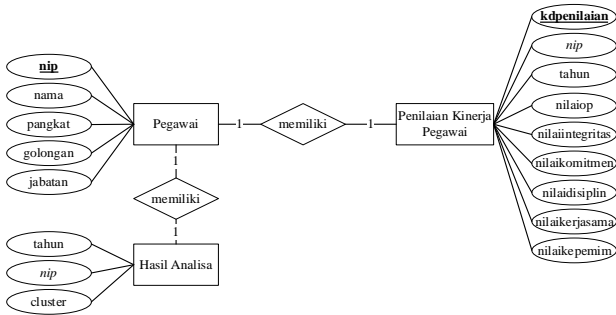 kdpenilaian
nip
tahun
nilaiop
nilaiintegritas
nilaikomitmen
nilaidisiplin
nilaikerjasama
nilaikepemim
nip
nama
pangkat
golongan
jabatan
Pegawai
1
memiliki
1
Penilaian Kinerja
Pegawai
1
memiliki
1
Hasil Analisa
tahun
nip
cluster